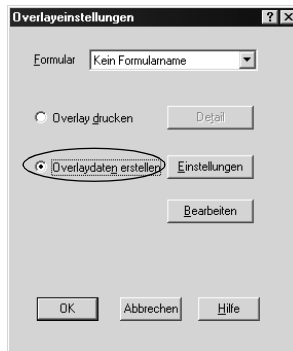 Overlayeinstellungen
Formular Kein Formularname
Overlay drucken Detail
Overlaydaten erstellen Einstellungen
Bearbeiten
OK Abbrechen Hilfe